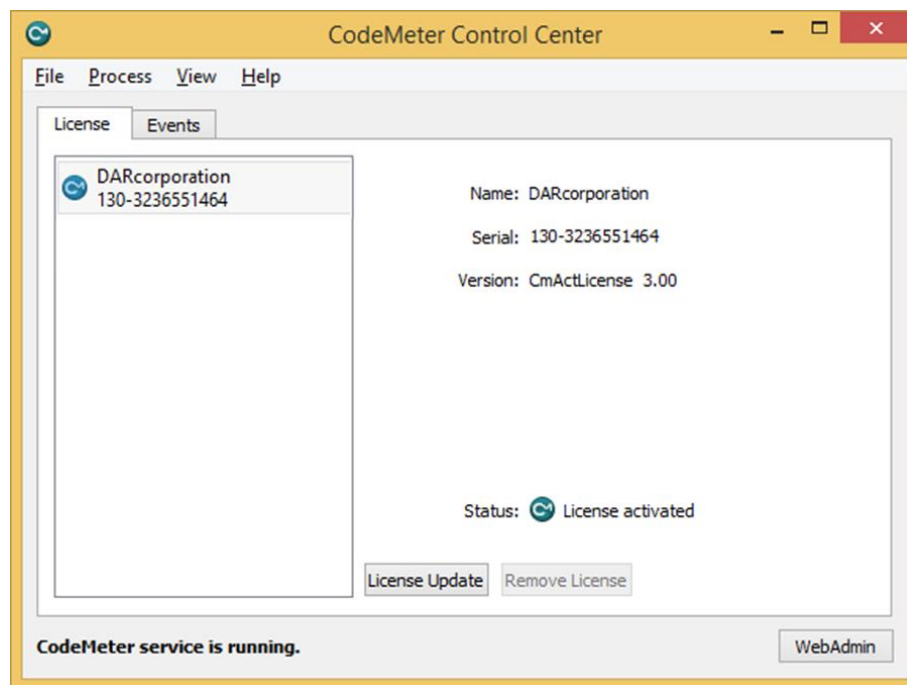 CodeMeter Control Center
File Process View Help
License Events
DARcorporation
130-3236551464
Name: DARcorporation
Serial: 130-3236551464
Version: CmActLicense 3.00
Status: License activated
License Update Remove License
CodeMeter service is running. WebAdmin